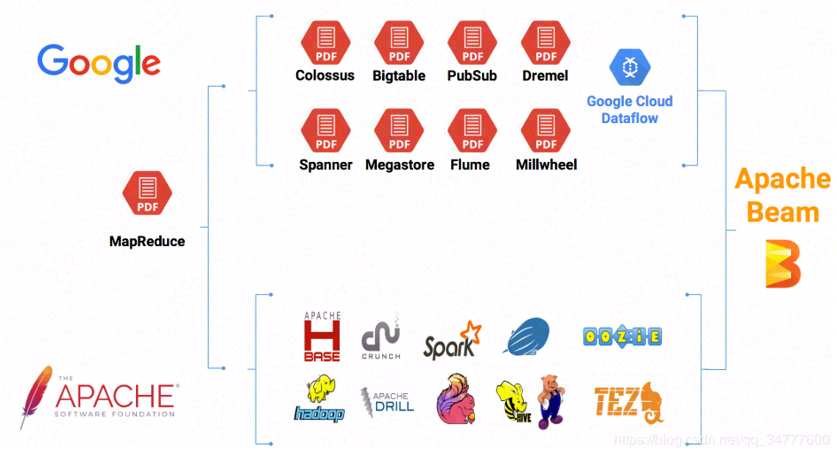 Google
PDF PDF PDF PDF
Colossus Bigtable PubSub Dremel
Google Cloud
Dataflow
PDF PDF PDF PDF
Spanner Megastore Flume Millwheel
PDF
MapReduce
Apache
Beam
APACHE
HBASE
CRUNCH
Spark
OOZIE
THE
APACHE®
SOFTWARE FOUNDATION
hadoop
APACHE
DRILL
HIVE
TEZ
https://blog.csdn.net/qq_34777600